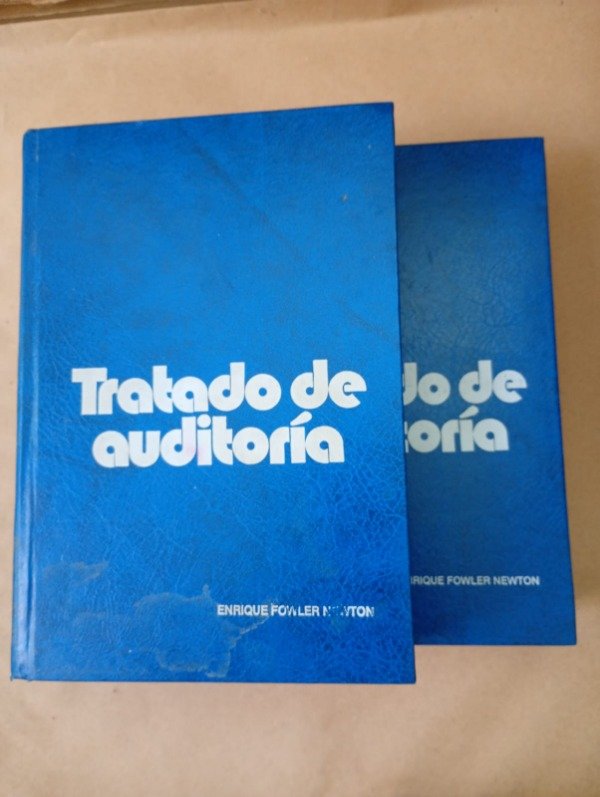 Tratado de
auditoría
ENRIQUE FOWLER NEWTON
do de
toría
RIQUE FOWLER NEWTON